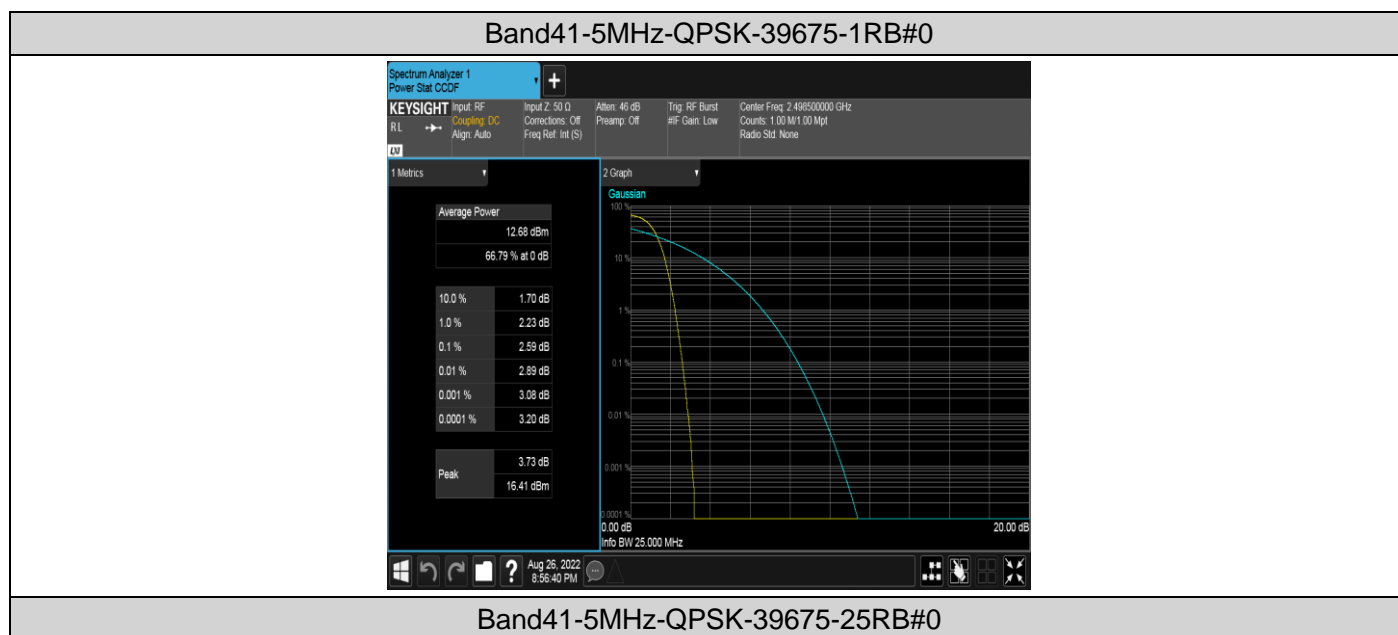 Band41-5MHz-QPSK-39675-1RB#0
Spectrum Analyzer 1
Power Stat CCDF
+
KEYSIGHT
RL
LXI
Input: RF
Coupling: DC
Align: Auto
Input Z: 50 Ω
Corrections: Off
Freq Ref: Int (S)
Atten: 46 dB
Preamp: Off
Trig: RF Burst
#IF Gain: Low
Center Freq: 2.498500000 GHz
Counts: 1.00 M/1.00 Mpt
Radio Std: None
1 Metrics
Average Power
12.68 dBm
66.79 % at 0 dB
10.0 % 1.70 dB
1.0 % 2.23 dB
0.1 % 2.59 dB
0.01 % 2.89 dB
0.001 % 3.08 dB
0.0001 % 3.20 dB
Peak
3.73 dB
16.41 dBm
2 Graph
Gaussian
100 %
10 %
1 %
0.1 %
0.01 %
0.001 %
0.0001 %
0.00 dB 20.00 dB
Info BW 25.000 MHz
?
Aug 26, 2022
8:56:40 PM
Band41-5MHz-QPSK-39675-25RB#0